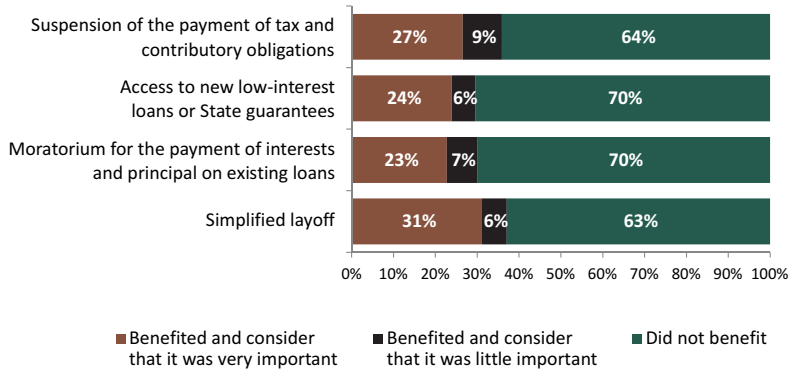 Suspension of the payment of tax and
contributory obligations
27% 9% 64%
Access to new low-interest
loans or State guarantees
24% 6% 70%
Moratorium for the payment of interests
and principal on existing loans
23% 7% 70%
Simplified layoff
31% 6% 63%
0% 10% 20% 30% 40% 50% 60% 70% 80% 90% 100%
Benefited and consider
that it was very important
Benefited and consider
that it was little important
Did not benefit